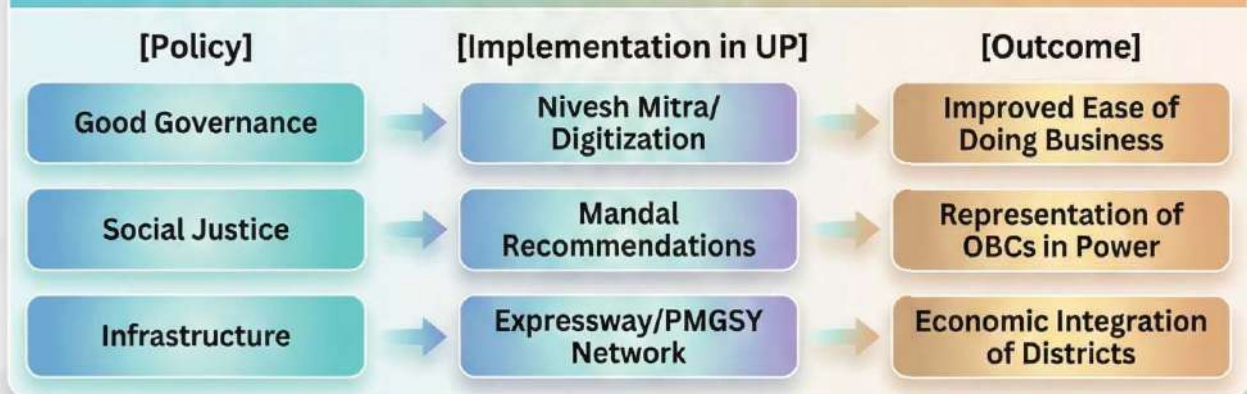 [Policy] [Implementation in UP] [Outcome]
Good Governance
Nivesh Mitra/
Digitization
Improved Ease of
Doing Business
Social Justice
Mandal
Recommendations
Representation of
OBCs in Power
Infrastructure
Expressway/PMGSY
Network
Economic Integration
of Districts